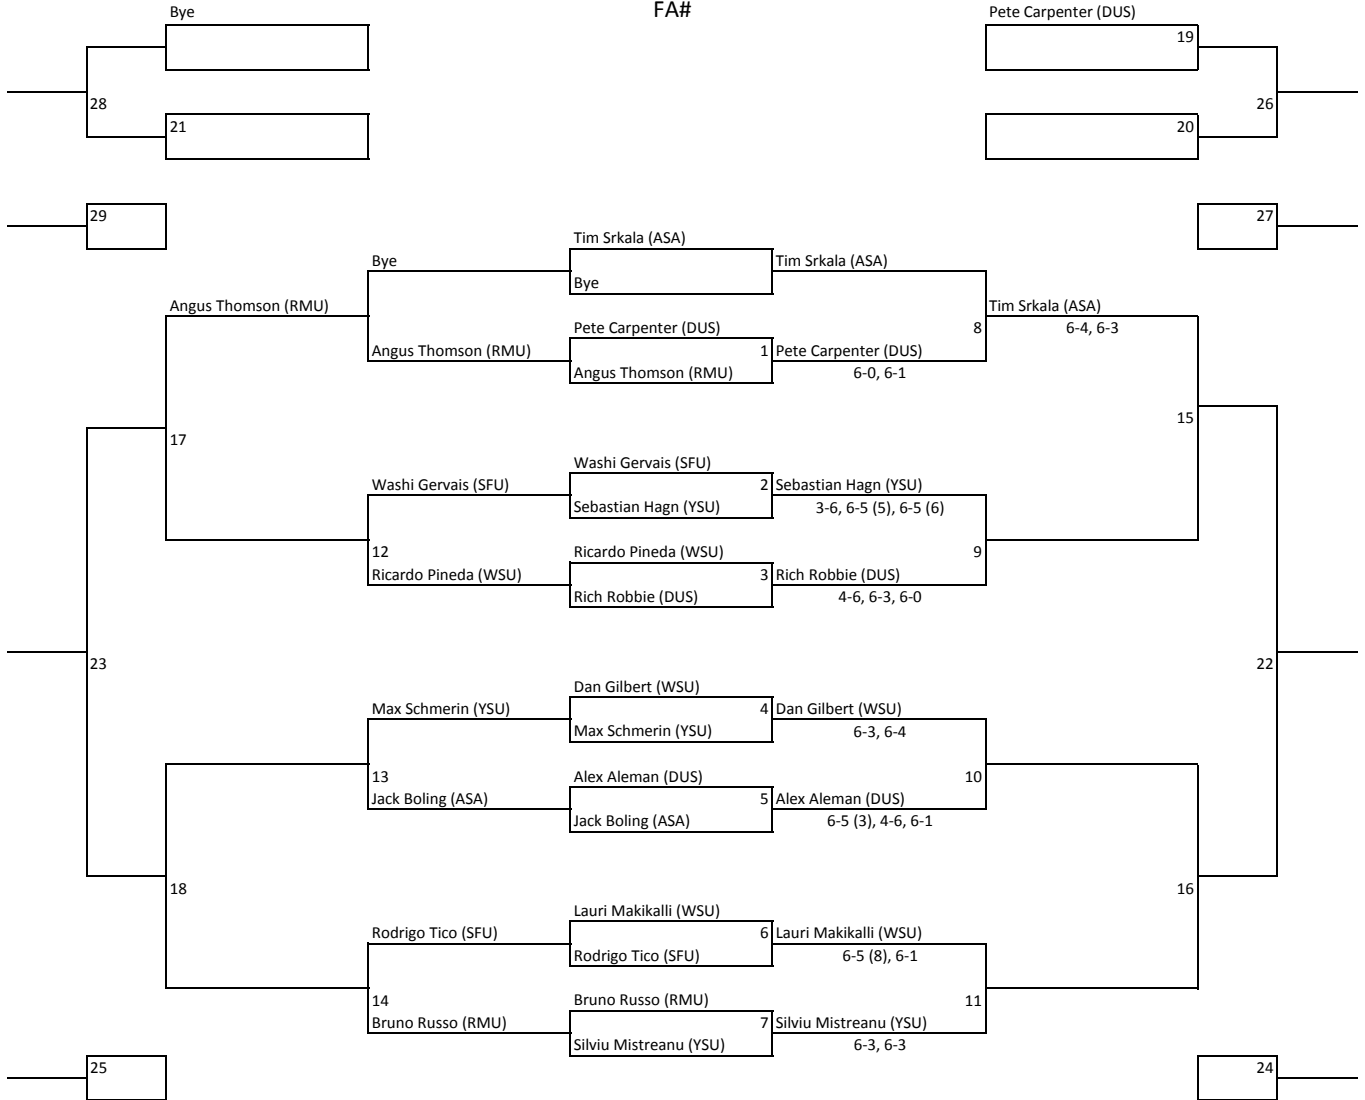 FA#
Bye
Pete Carpenter (DUS)
19
28
26
21
20
29
27
Tim Srkala (ASA)
Bye
Tim Srkala (ASA)
Bye
Angus Thomson (RMU)
Tim Srkala (ASA)
Pete Carpenter (DUS)
8
6-4, 6-3
Angus Thomson (RMU)
1
Pete Carpenter (DUS)
Angus Thomson (RMU)
6-0, 6-1
15
17
Washi Gervais (SFU)
Washi Gervais (SFU)
2
Sebastian Hagn (YSU)
Sebastian Hagn (YSU)
3-6, 6-5 (5), 6-5 (6)
12
Ricardo Pineda (WSU)
9
Ricardo Pineda (WSU)
3
Rich Robbie (DUS)
Rich Robbie (DUS)
4-6, 6-3, 6-0
23
22
Dan Gilbert (WSU)
Max Schmerin (YSU)
4
Dan Gilbert (WSU)
Max Schmerin (YSU)
6-3, 6-4
13
Alex Aleman (DUS)
10
Jack Boling (ASA)
5
Alex Aleman (DUS)
Jack Boling (ASA)
6-5 (3), 4-6, 6-1
18
16
Lauri Makikalli (WSU)
Rodrigo Tico (SFU)
6
Lauri Makikalli (WSU)
Rodrigo Tico (SFU)
6-5 (8), 6-1
14
Bruno Russo (RMU)
11
Bruno Russo (RMU)
7
Silviu Mistreanu (YSU)
Silviu Mistreanu (YSU)
6-3, 6-3
25
24